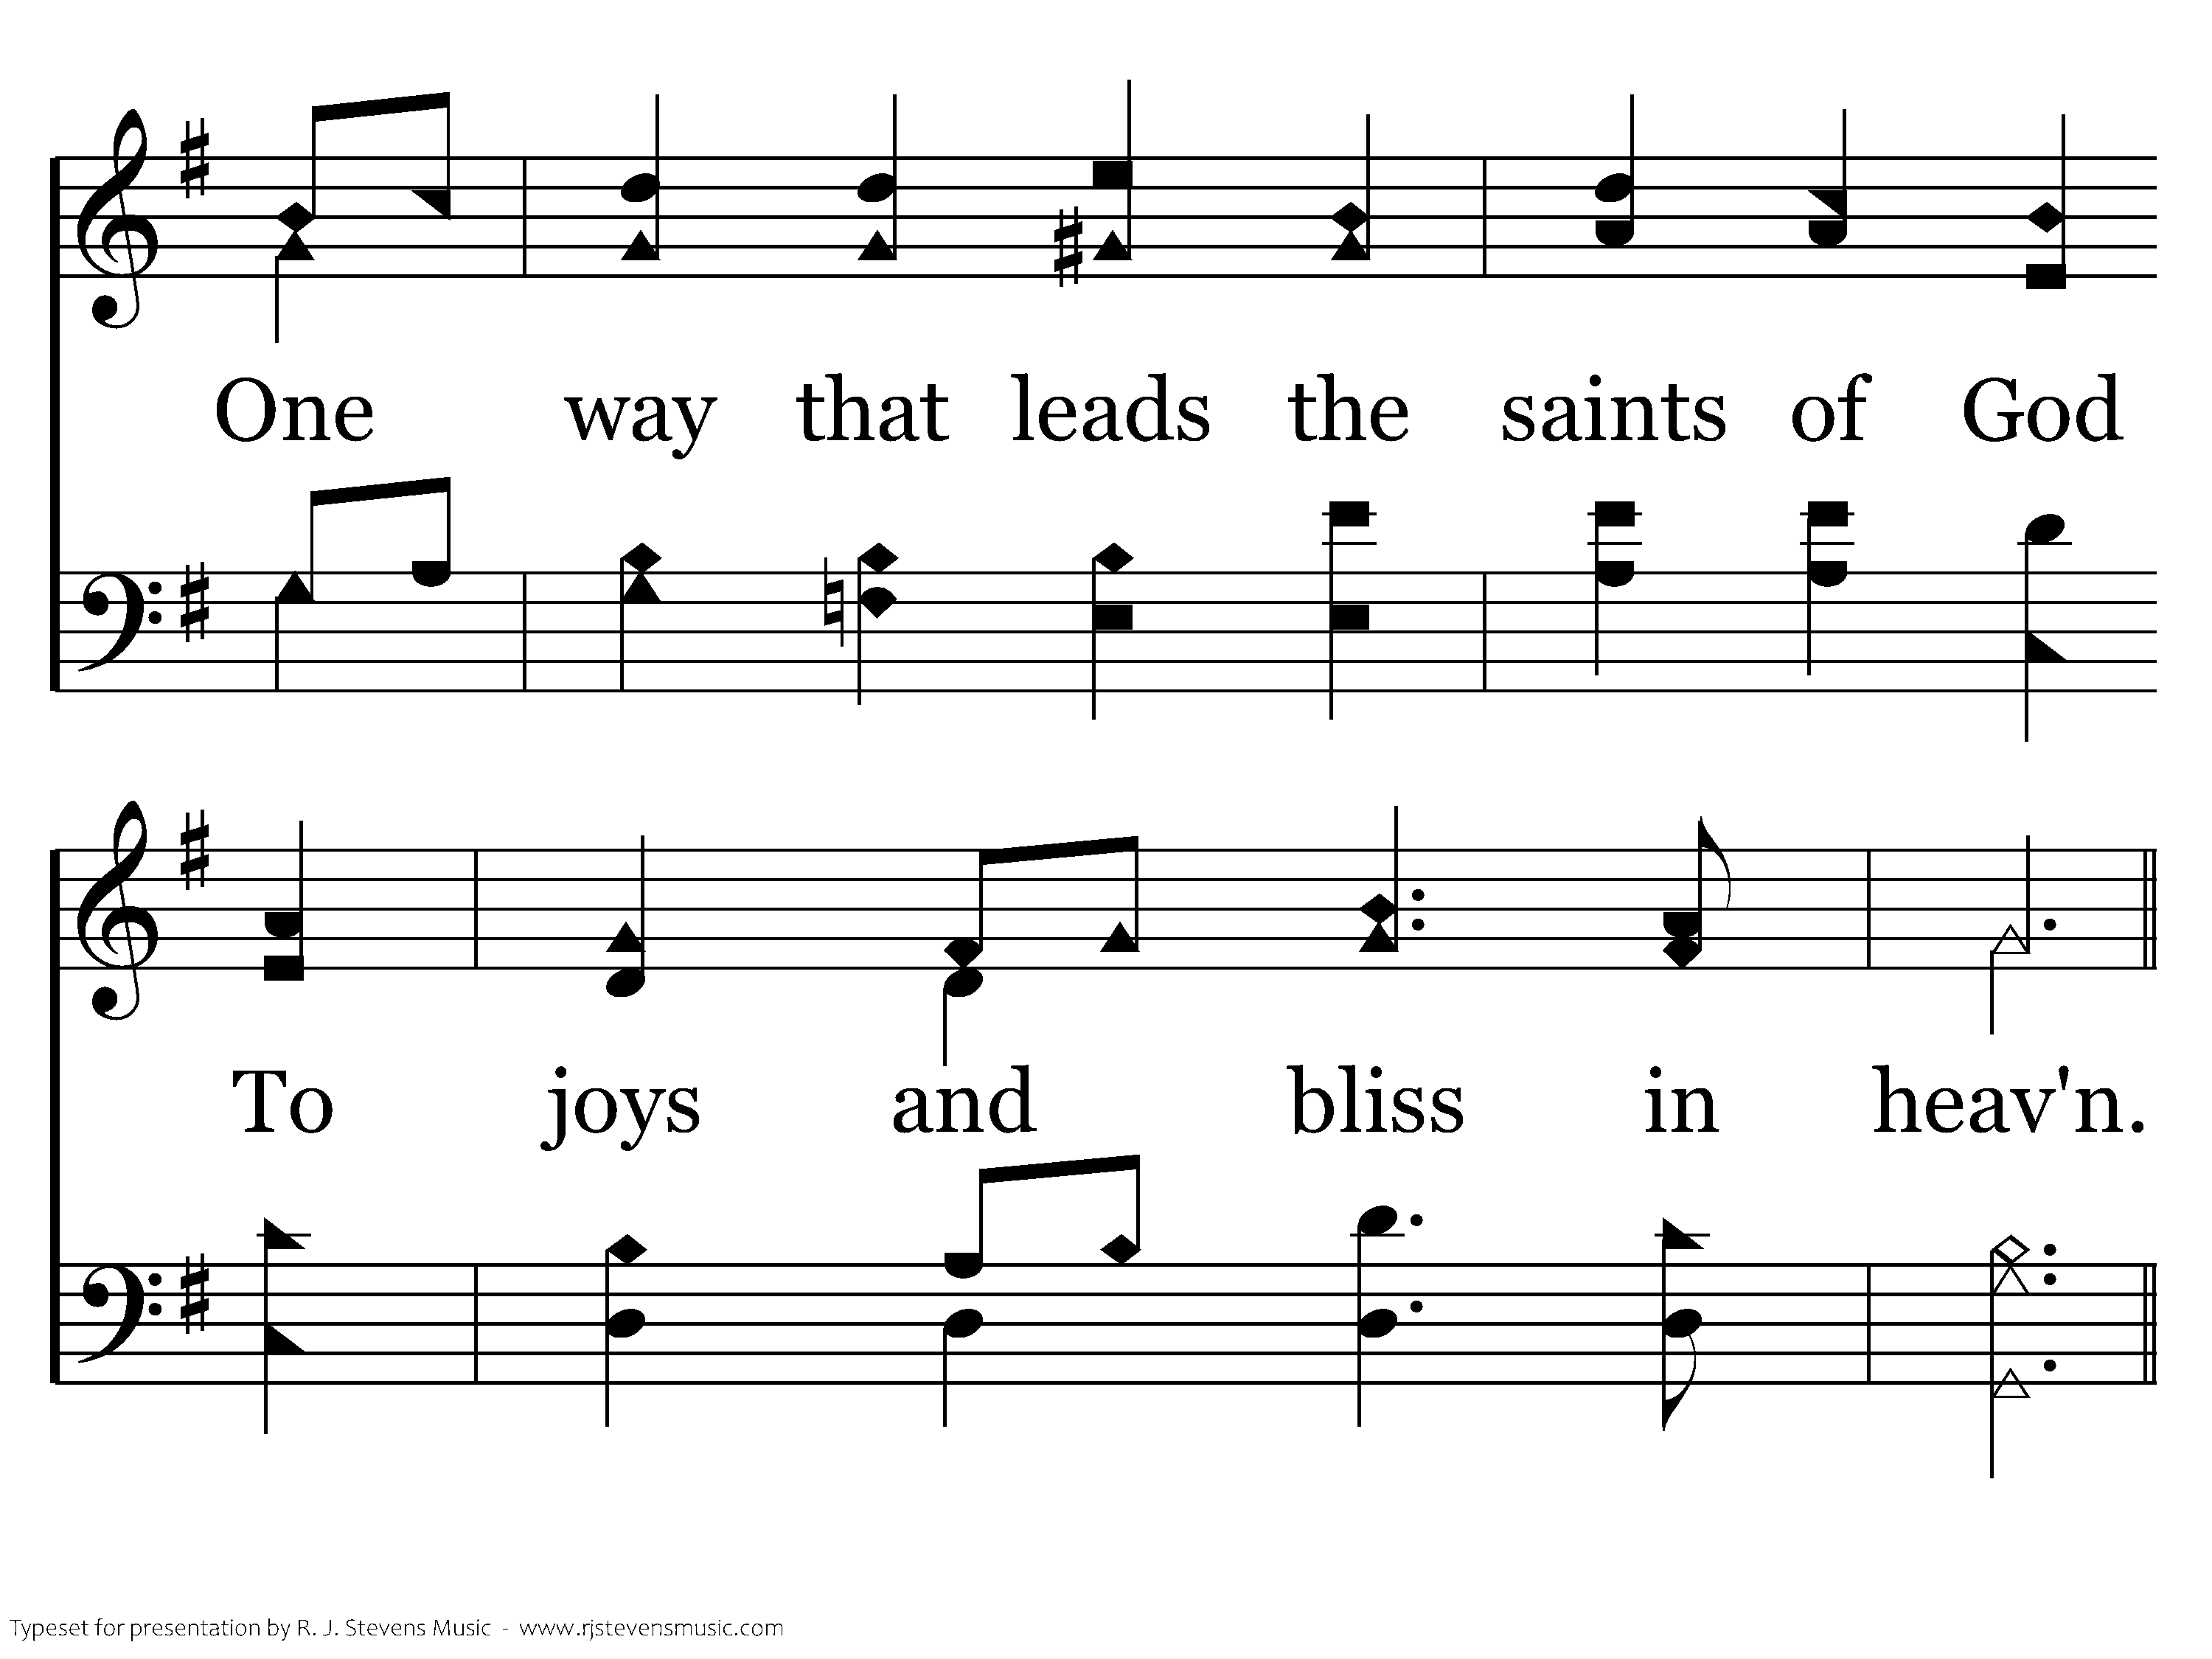 One way that leads the saints of God
To joys and bliss in heav'n.
Typeset for presentation by R. J. Stevens Music - www.rjstevensmusic.com